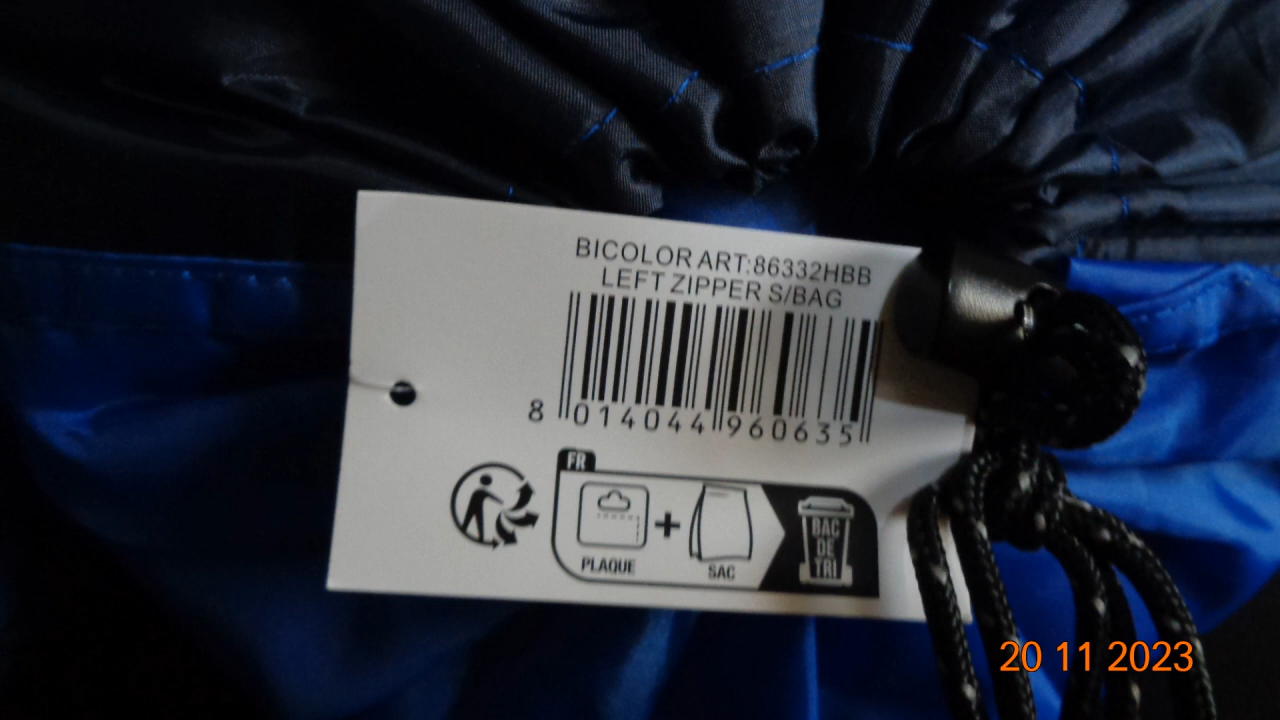 BICOLOR ART:86332HBB
LEFT ZIPPER S/BAG
8 014044 960635
FR
PLAQUE
+
SAC
BAC
DE
TRI
20 11 2023